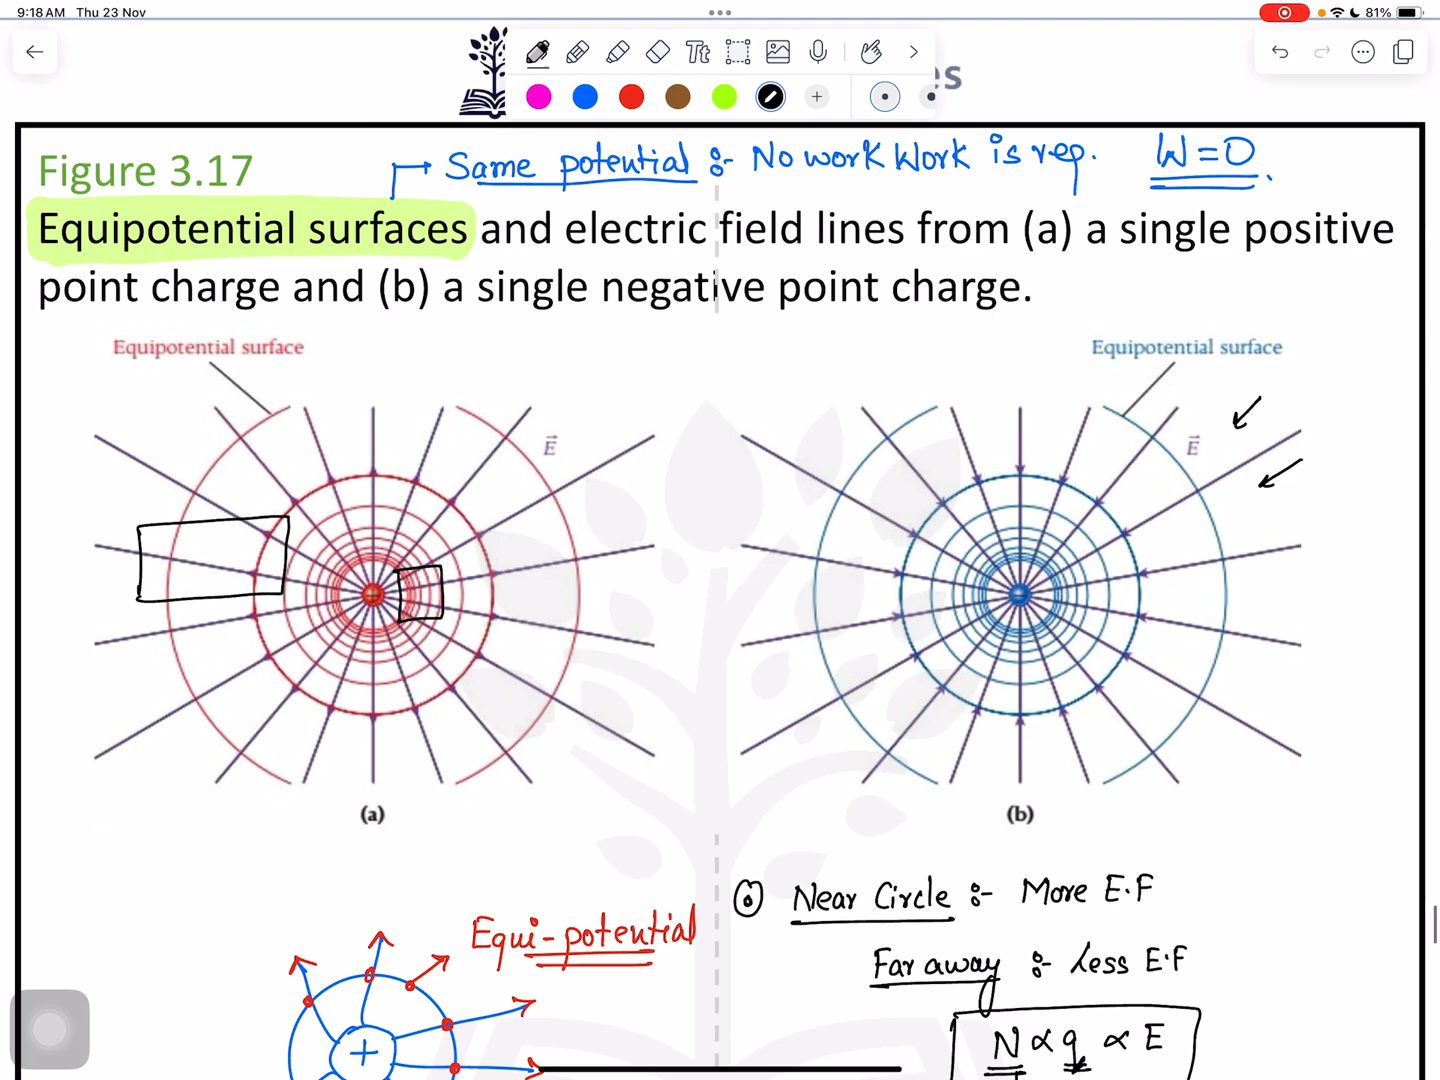 9:18 AM Thu 23 Nov
81%
Tt
es
Figure 3.17
Same potential :- No work Work is req. W = 0.
Equipotential surfaces and electric field lines from (a) a single positive
point charge and (b) a single negative point charge.
Equipotential surface
Equipotential surface
E
E
(a)
(b)
Near Circle :- More E.F
Equi-potential
Far away :- Less E.F
N ∝ q ∝ E
+